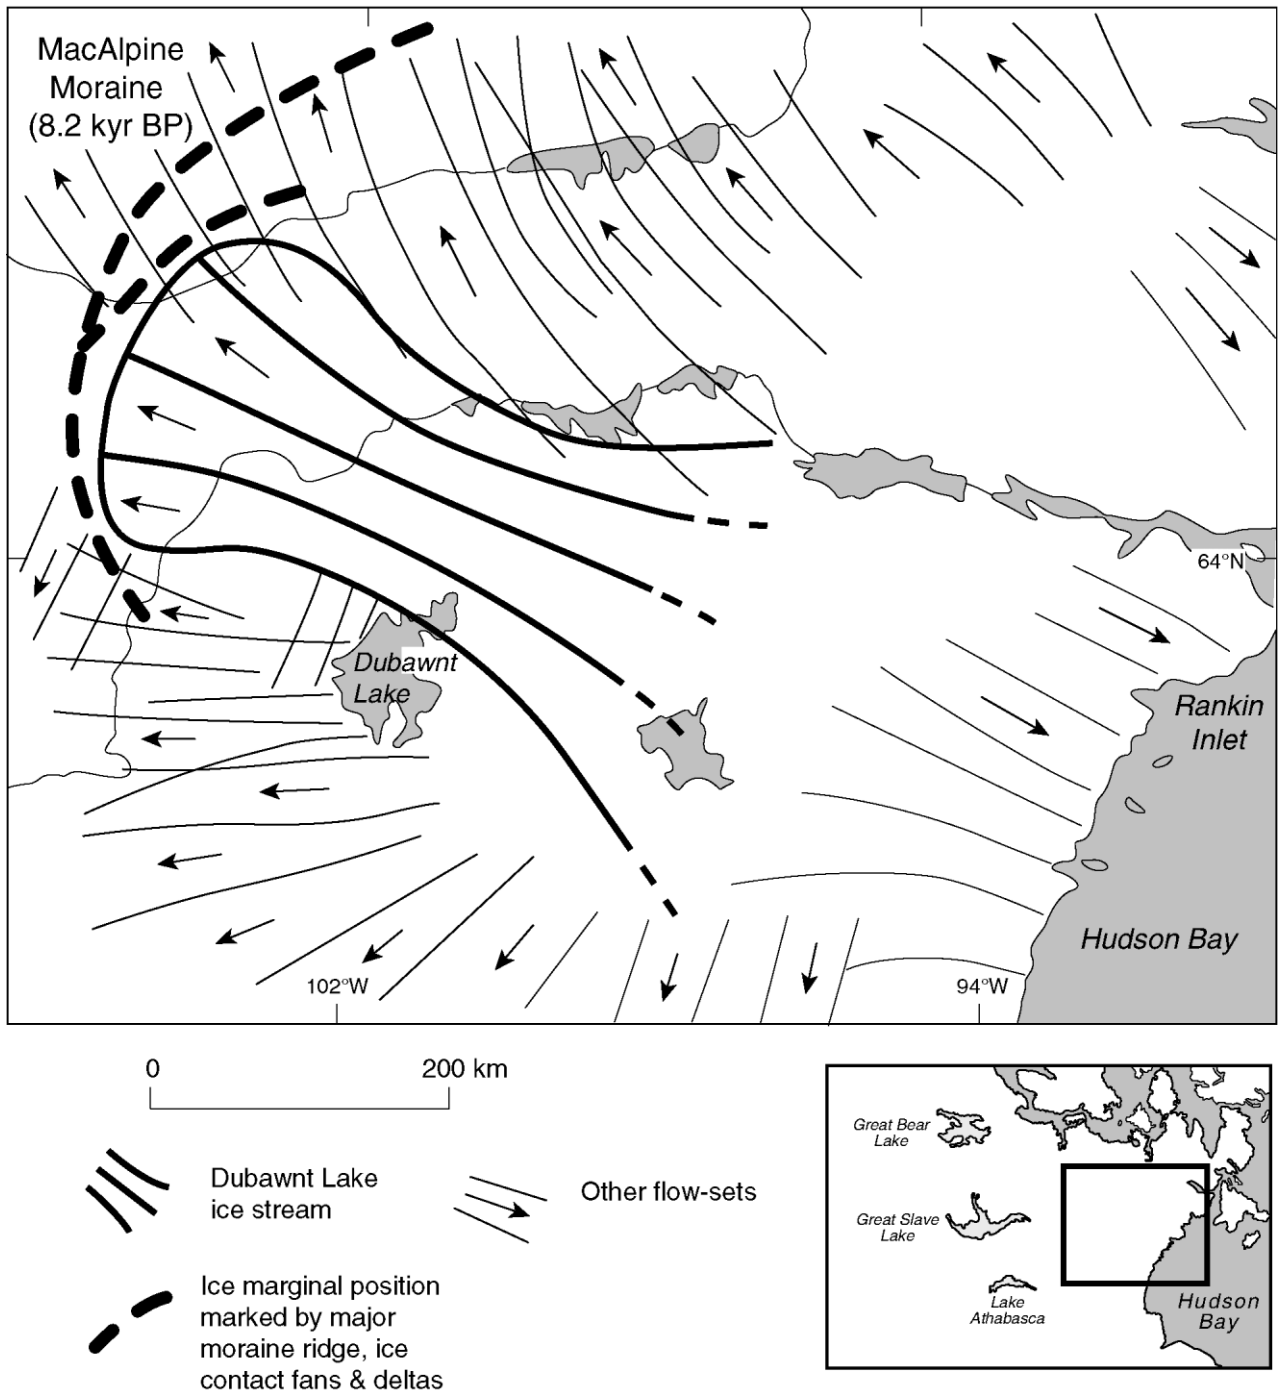 MacAlpine
Moraine
(8.2 kyr BP)
64°N
Dubawnt
Lake
Rankin
Inlet
Hudson Bay
102°W
94°W
0
200 km
Dubawnt Lake
ice stream
Other flow-sets
Ice marginal position
marked by major
moraine ridge, ice
contact fans & deltas
Great Bear
Lake
Great Slave
Lake
Lake
Athabasca
Hudson
Bay